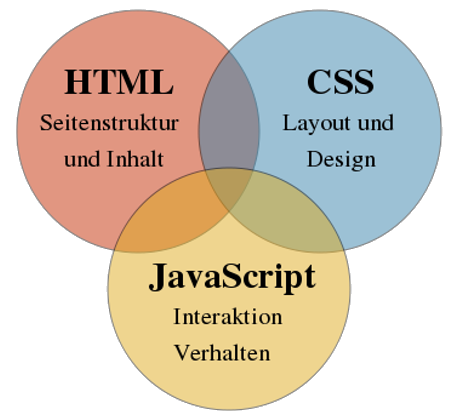 HTML
Seitenstruktur
und Inhalt
CSS
Layout und
Design
JavaScript
Interaktion
Verhalten